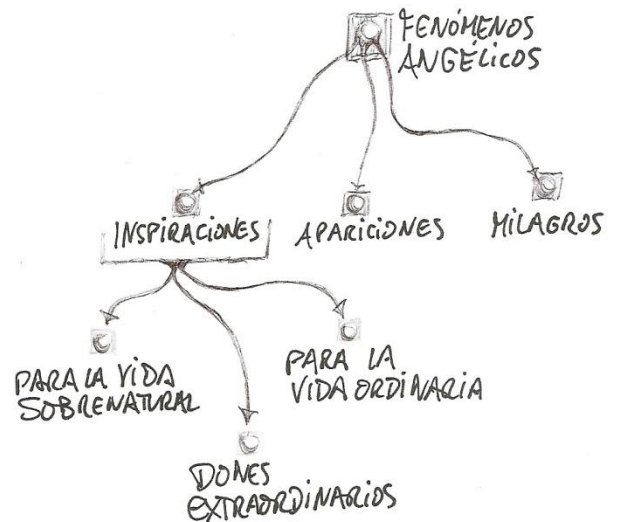 FENÓMENOS
ANGÉLICOS
INSPIRACIONES
APARICIONES
MILAGROS
PARA LA VIDA
SOBRENATURAL
PARA LA
VIDA ORDINARIA
DONES
EXTRAORDINARIOS